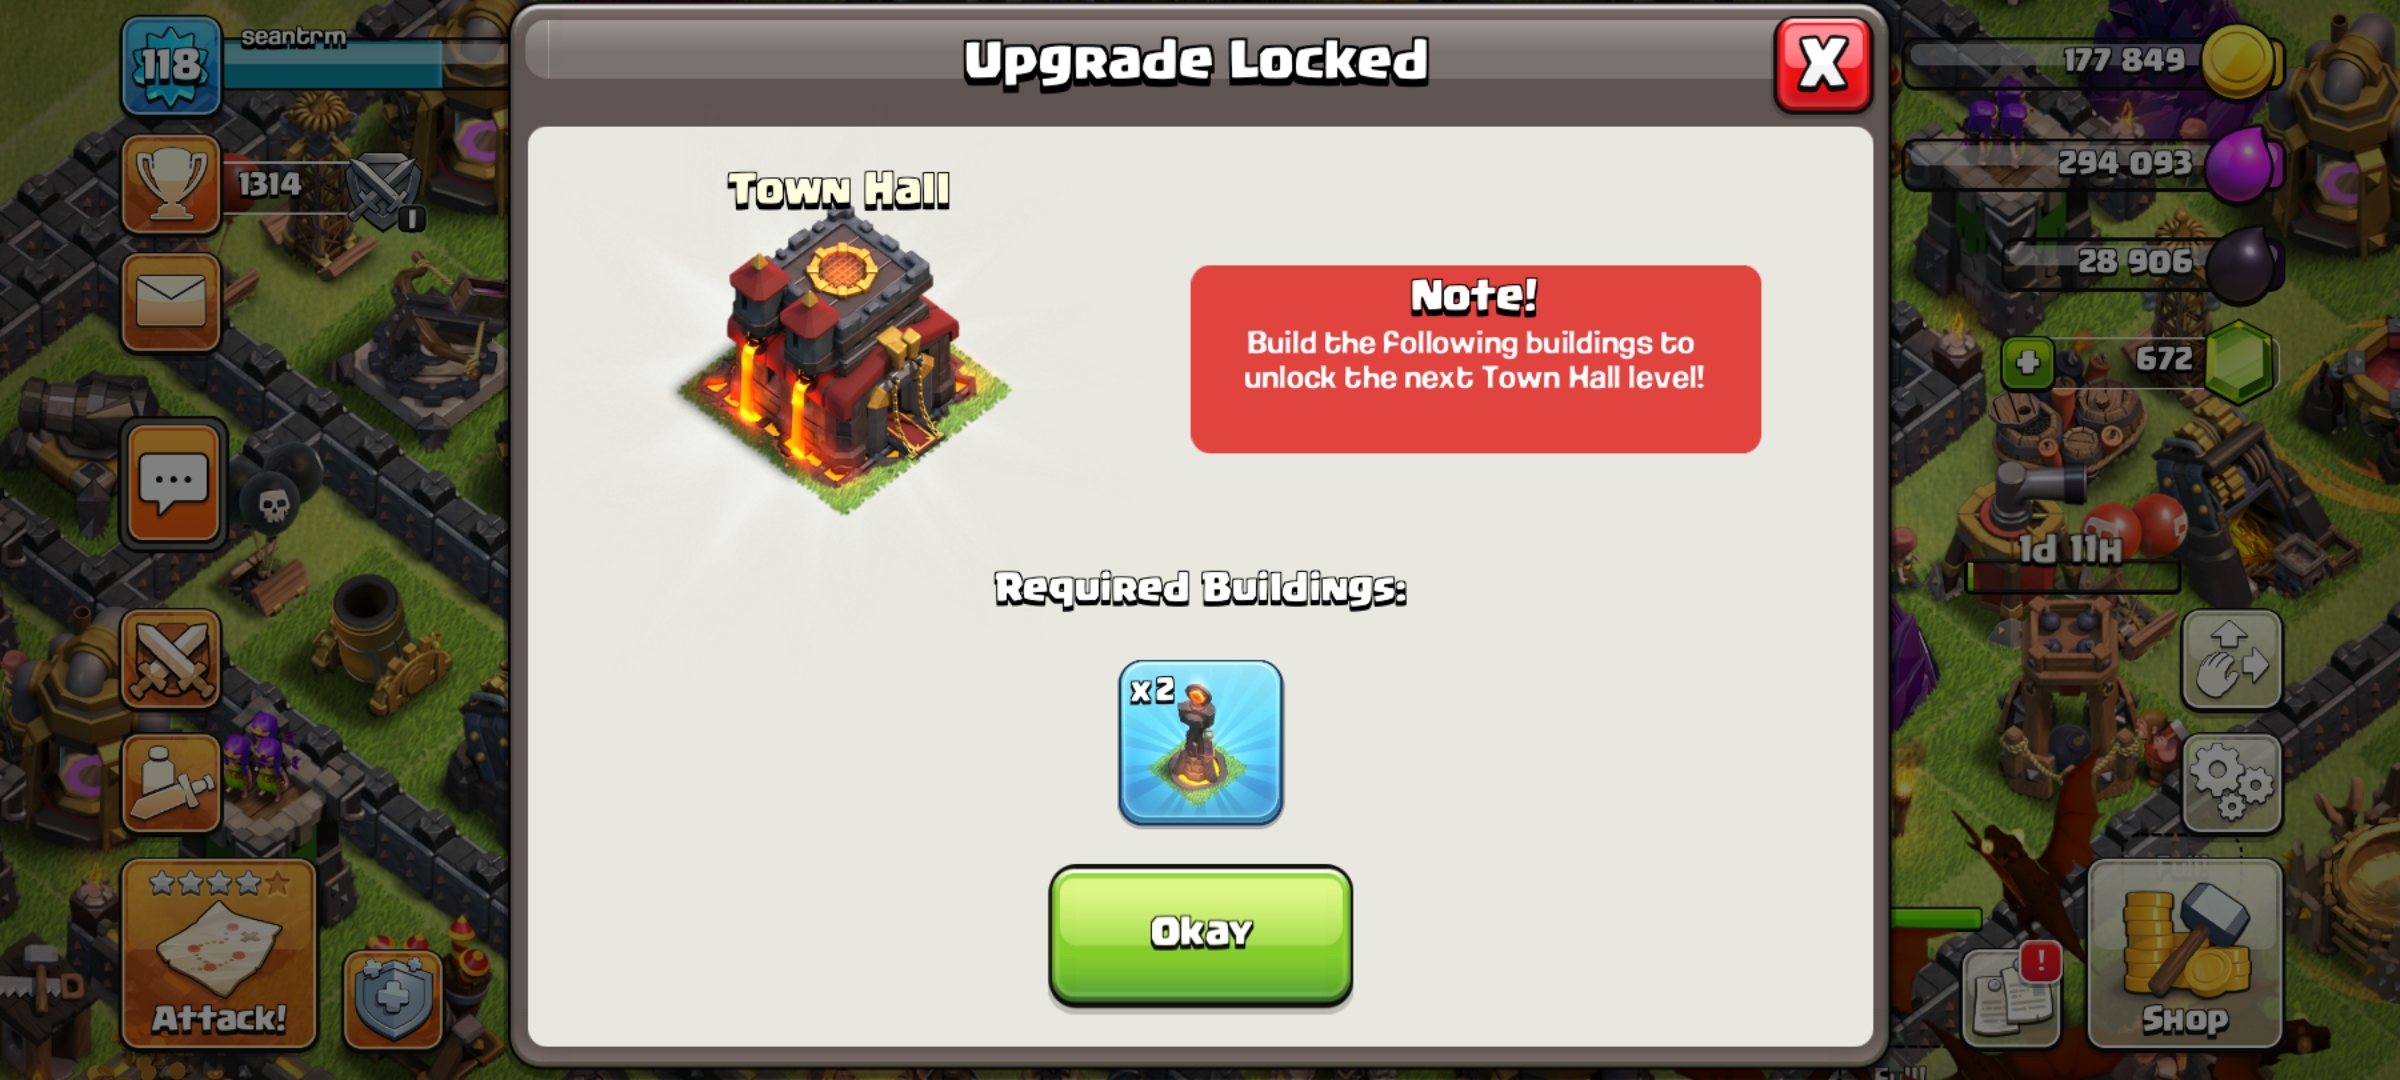 118
seantrm
Upgrade Locked
X
177 849
1314
I
294 093
28 906
672
Town Hall
Note!
Build the following buildings to
unlock the next Town Hall level!
1d 11H
Required Buildings:
x2
Okay
Attack!
!
Shop
Full!